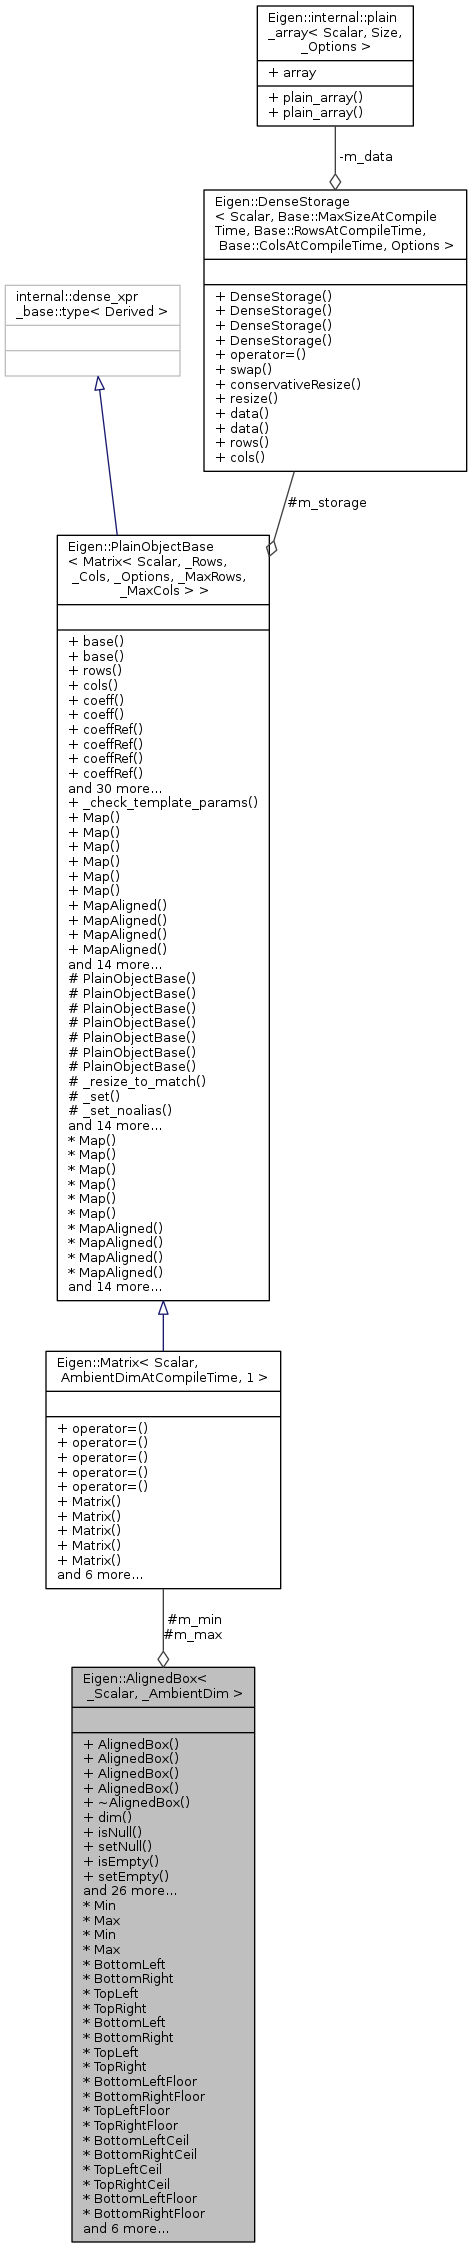 Eigen::internal::plain
_array< Scalar, Size,
_Options >
+ array
+ plain_array()
+ plain_array()
-m_data
Eigen::DenseStorage
< Scalar, Base::MaxSizeAtCompile
Time, Base::RowsAtCompileTime,
Base::ColsAtCompileTime, Options >
+ DenseStorage()
+ DenseStorage()
+ DenseStorage()
+ DenseStorage()
+ operator=()
+ swap()
+ conservativeResize()
+ resize()
+ data()
+ data()
+ rows()
+ cols()
internal::dense_xpr
_base::type< Derived >
#m_storage
Eigen::PlainObjectBase
< Matrix< Scalar, _Rows,
_Cols, _Options, _MaxRows,
_MaxCols > >
+ base()
+ base()
+ rows()
+ cols()
+ coeff()
+ coeff()
+ coeffRef()
+ coeffRef()
+ coeffRef()
+ coeffRef()
and 30 more...
+ _check_template_params()
+ Map()
+ Map()
+ Map()
+ Map()
+ Map()
+ Map()
+ MapAligned()
+ MapAligned()
+ MapAligned()
+ MapAligned()
and 14 more...
# PlainObjectBase()
# PlainObjectBase()
# PlainObjectBase()
# PlainObjectBase()
# PlainObjectBase()
# PlainObjectBase()
# PlainObjectBase()
# _resize_to_match()
# _set()
# _set_noalias()
and 14 more...
* Map()
* Map()
* Map()
* Map()
* Map()
* Map()
* MapAligned()
* MapAligned()
* MapAligned()
* MapAligned()
and 14 more...
Eigen::Matrix< Scalar,
AmbientDimAtCompileTime, 1 >
+ operator=()
+ operator=()
+ operator=()
+ operator=()
+ operator=()
+ Matrix()
+ Matrix()
+ Matrix()
+ Matrix()
+ Matrix()
and 6 more...
#m_min
#m_max
Eigen::AlignedBox<
_Scalar, _AmbientDim >
+ AlignedBox()
+ AlignedBox()
+ AlignedBox()
+ AlignedBox()
+ ~AlignedBox()
+ dim()
+ isNull()
+ setNull()
+ isEmpty()
+ setEmpty()
and 26 more...
* Min
* Max
* Min
* Max
* BottomLeft
* BottomRight
* TopLeft
* TopRight
* BottomLeft
* BottomRight
* TopLeft
* TopRight
* BottomLeftFloor
* BottomRightFloor
* TopLeftFloor
* TopRightFloor
* BottomLeftCeil
* BottomRightCeil
* TopLeftCeil
* TopRightCeil
* BottomLeftFloor
* BottomRightFloor
and 6 more...